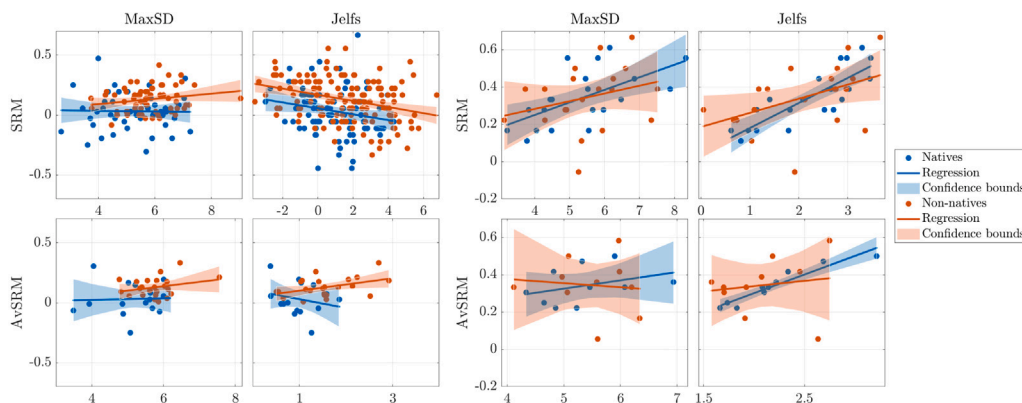 MaxSD Jelfs MaxSD Jelfs
0.5
0
-0.5
SRM
4 6 8 -2 0 2 4 6
0.6
0.4
0.2
0
0.2
SRM
4 5 6 7 8 0 1 2 3
Natives
Regression
Confidence bounds
Non-natives
Regression
Confidence bounds
0.5
0
-0.5
AvSRM
4 6 8 1 2 3
0.6
0.4
0.2
0
-0.2
AvSRM
4 5 6 7 1.5 2.5